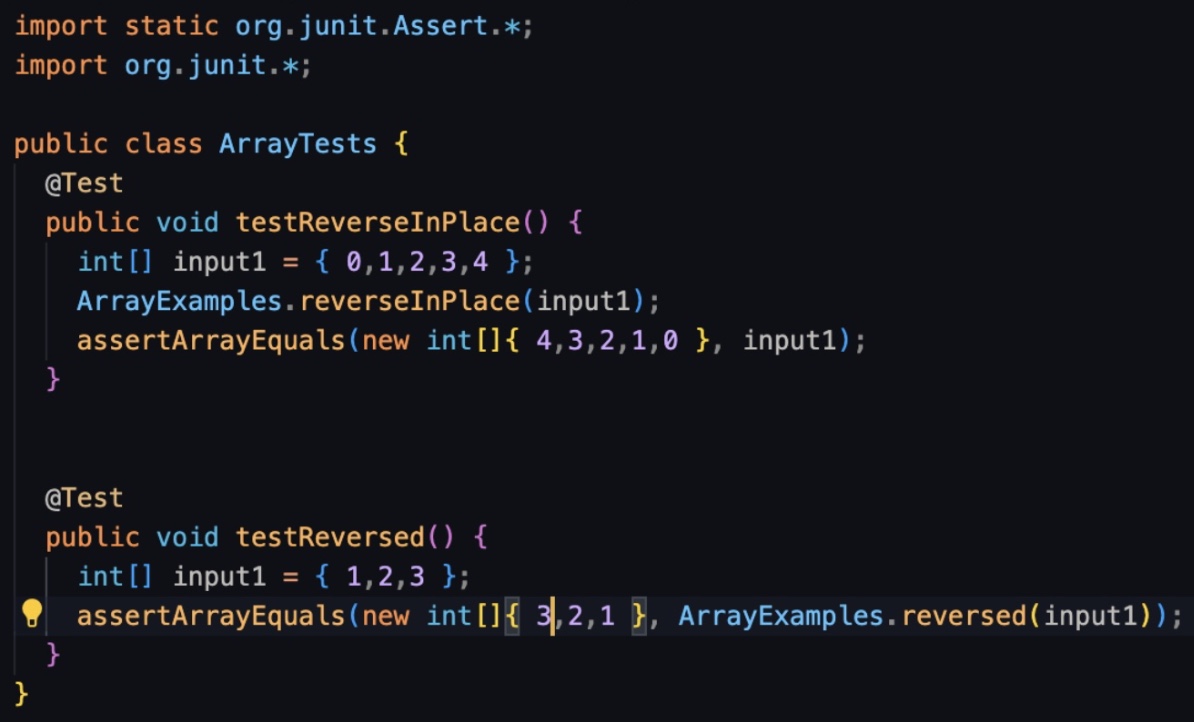 import static org.junit.Assert.*;
import org.junit.*;

public class ArrayTests {
  @Test
  public void testReverseInPlace() {
    int[] input1 = { 0,1,2,3,4 };
    ArrayExamples.reverseInPlace(input1);
    assertArrayEquals(new int[]{ 4,3,2,1,0 }, input1);
  }


  @Test
  public void testReversed() {
    int[] input1 = { 1,2,3 };
    assertArrayEquals(new int[]{ 3,2,1 }, ArrayExamples.reversed(input1));
  }
}